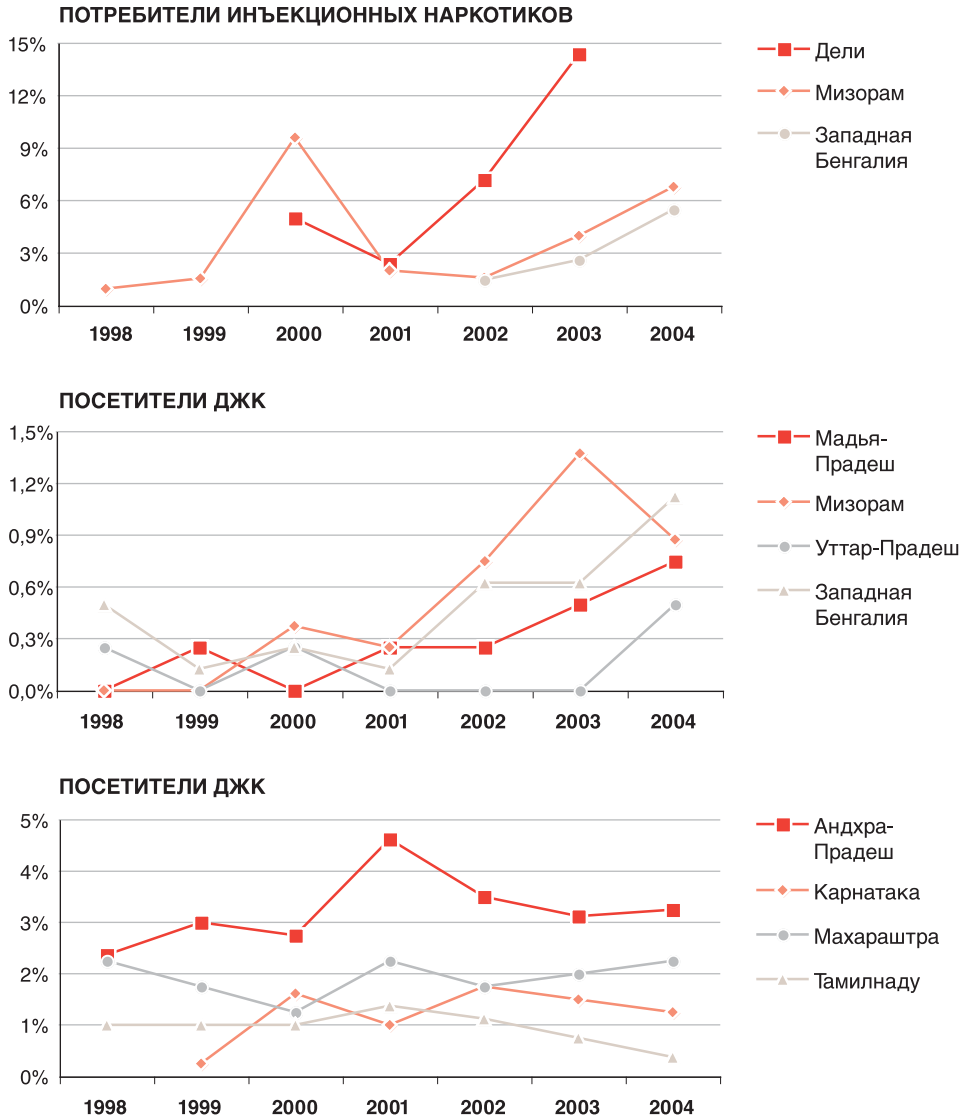 ПОТРЕБИТЕЛИ ИНЪЕКЦИОННЫХ НАРКОТИКОВ
15%
12%
9%
6%
3%
0%
1998 1999 2000 2001 2002 2003 2004
Дели
Мизорам
Западная
Бенгалия
ПОСЕТИТЕЛИ ДЖК
1,5%
1,2%
0,9%
0,6%
0,3%
0,0%
1998 1999 2000 2001 2002 2003 2004
Мадья-
Прадеш
Мизорам
Уттар-Прадеш
Западная
Бенгалия
ПОСЕТИТЕЛИ ДЖК
5%
4%
3%
2%
1%
0%
1998 1999 2000 2001 2002 2003 2004
Андхра-
Прадеш
Карнатака
Махараштра
Тамилнаду